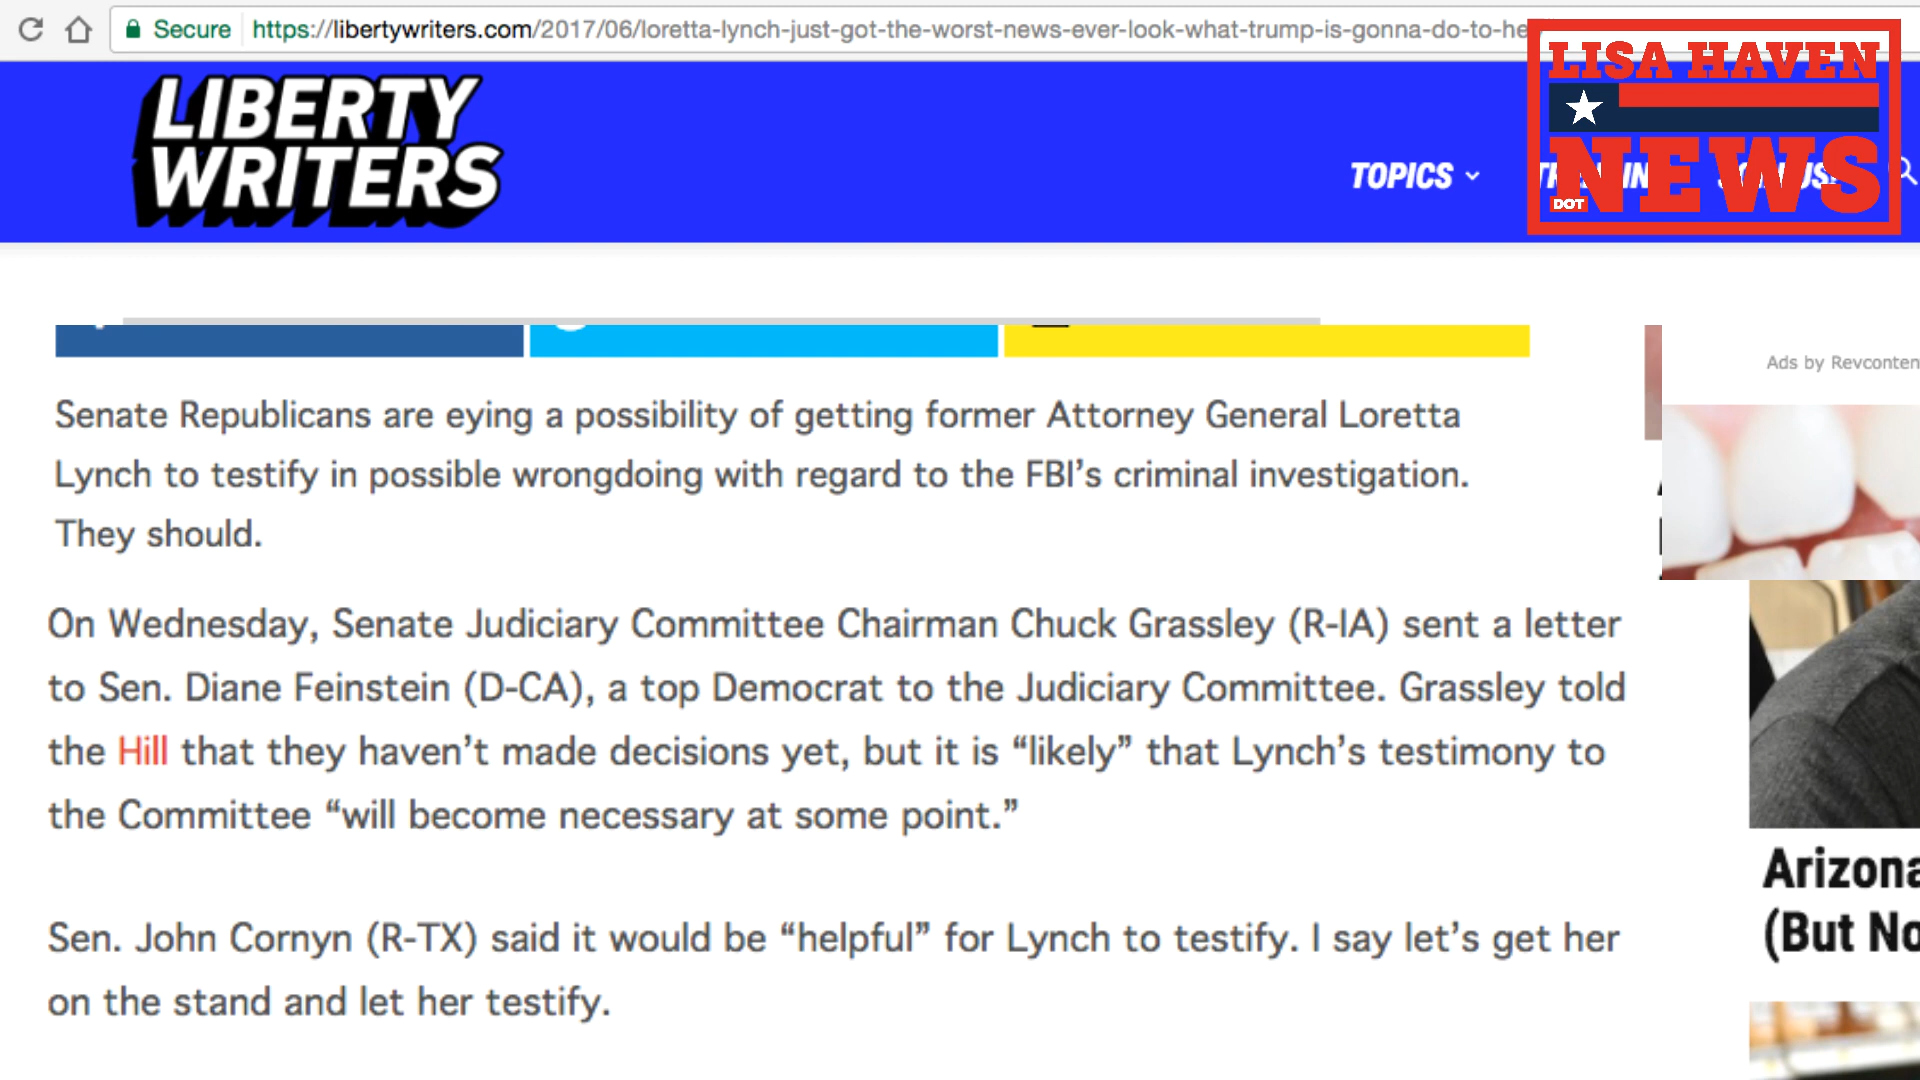 Secure https://libertywriters.com/2017/06/loretta-lynch-just-got-the-worst-news-ever-look-what-trump-is-gonna-do-to-he
LISA HAVEN
NEWS
DOT
LIBERTY
WRITERS
TOPICS
Ads by Revconten
Senate Republicans are eying a possibility of getting former Attorney General Loretta
Lynch to testify in possible wrongdoing with regard to the FBI’s criminal investigation.
They should.
On Wednesday, Senate Judiciary Committee Chairman Chuck Grassley (R-IA) sent a letter
to Sen. Diane Feinstein (D-CA), a top Democrat to the Judiciary Committee. Grassley told
the Hill that they haven’t made decisions yet, but it is “likely” that Lynch’s testimony to
the Committee “will become necessary at some point.”
Sen. John Cornyn (R-TX) said it would be “helpful” for Lynch to testify. I say let’s get her
on the stand and let her testify.
Arizona
(But No